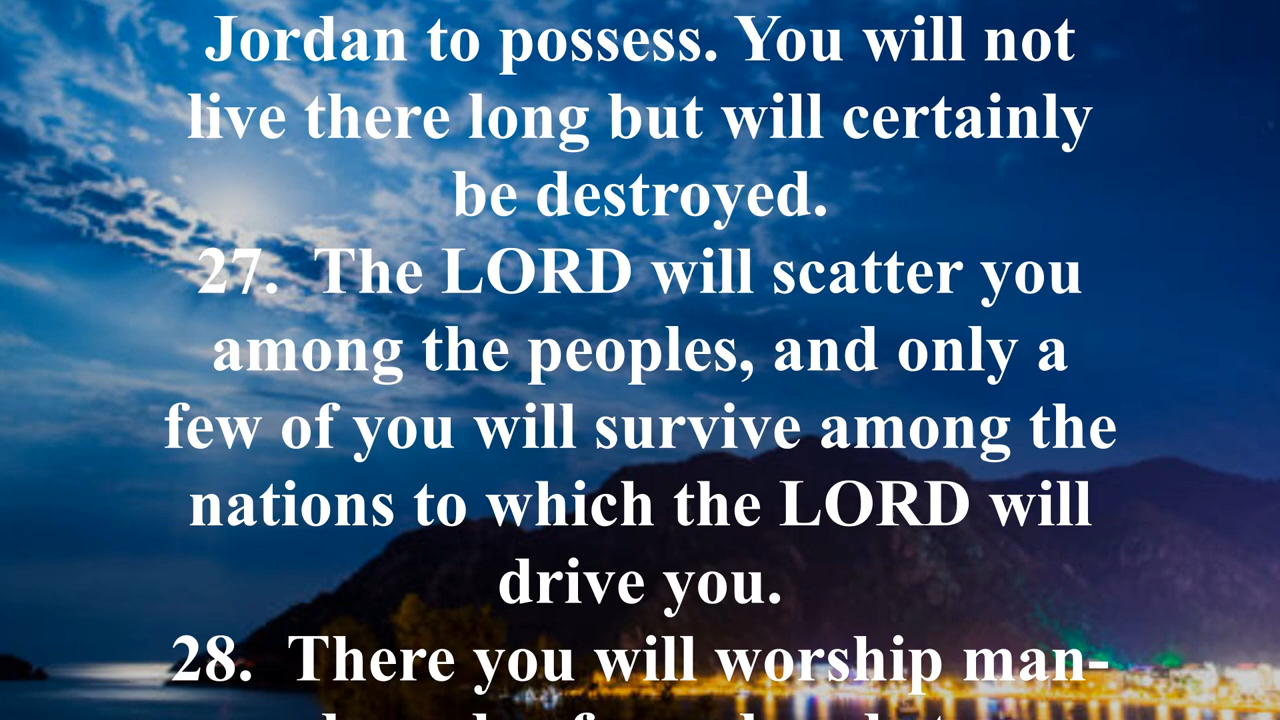 Jordan to possess. You will not
live there long but will certainly
be destroyed.
27. The LORD will scatter you
among the peoples, and only a
few of you will survive among the
nations to which the LORD will
drive you.
28. There you will worship man-